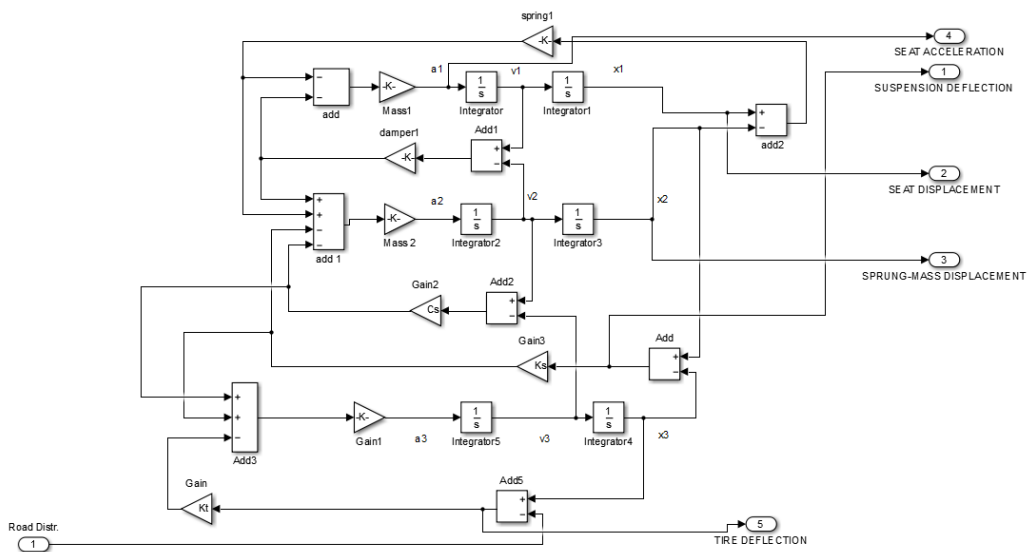 spring1
-K-
4
SEAT ACCELERATION
a1
v1
x1
1
SUSPENSION DEFLECTION
−
−
add
-K-
Mass1
1
s
Integrator
1
s
Integrator1
+
−
add2
damper1
-K-
Add1
+
−
2
SEAT DISPLACEMENT
+
+
−
−
add 1
a2
v2
x2
-K-
Mass 2
1
s
Integrator2
1
s
Integrator3
3
SPRUNG-MASS DISPLACEMENT
Gain2
Cs
Add2
+
−
Gain3
Ks
Add
+
−
+
+
−
Add3
-K-
Gain1
a3
1
s
Integrator5
v3
1
s
Integrator4
x3
Gain
Kt
Add5
+
−
Road Distr.
1
5
TIRE DEFLECTION